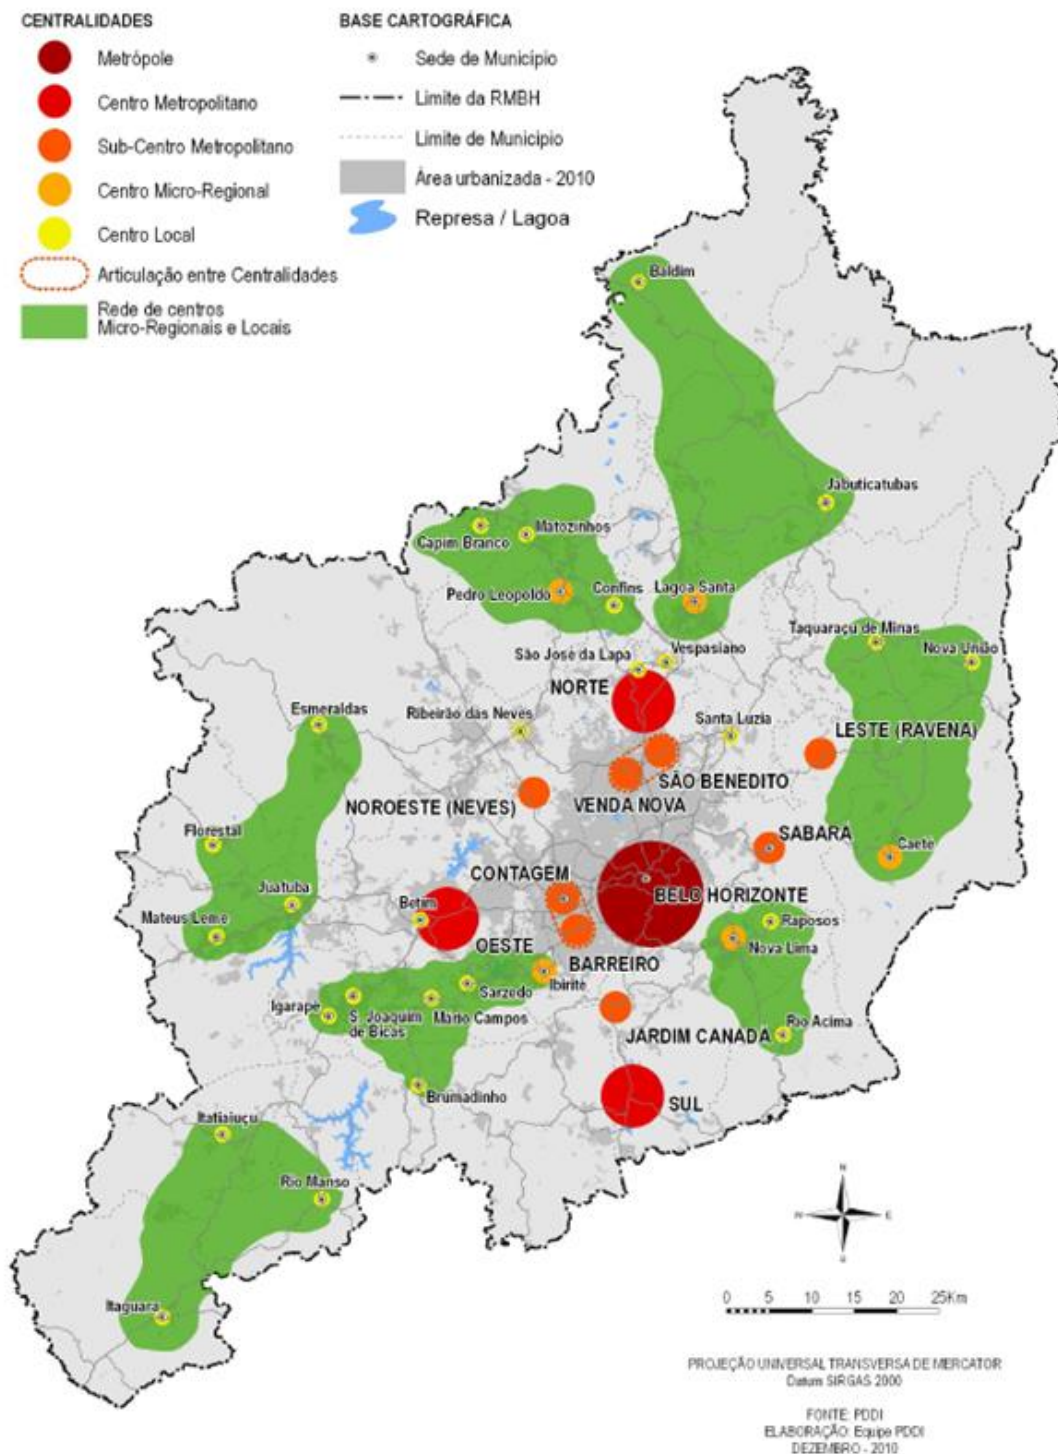 CENTRALIDADES
Metrópole
Centro Metropolitano
Sub-Centro Metropolitano
Centro Micro-Regional
Centro Local
Articulação entre Centralidades
Rede de centros
Micro-Regionais e Locais
BASE CARTOGRÁFICA
Sede de Município
Limite da RMBH
Limite de Município
Área urbanizada - 2010
Represa / Lagoa
Baldim
Jabuticatubas
Matozinhos
Capim Branco
Pedro Leopoldo
Confins
Lagoa Santa
Taquaraçu de Minas
Nova União
São José da Lapa
Vespasiano
NORTE
Esmeraldas
Ribeirão das Neves
Santa Luzia
LESTE (RAVENA)
SÃO BENEDITO
NOROESTE (NEVES)
VENDA NOVA
Florestal
SABARÁ
Caeté
CONTAGEM
Juatuba
BELO HORIZONTE
Betim
Mateus Leme
Raposos
OESTE
Nova Lima
BARREIRO
Ibirité
Sarzedo
Igarapé
S. Joaquim
de Bicas
Mario Campos
JARDIM CANADA
Rio Acima
Brumadinho
SUL
Itatiaiuçu
Rio Manso
Itaguara
N
W
E
S
0 5 10 15 20 25Km
PROJEÇÃO UNIVERSAL TRANSVERSA DE MERCATOR
Datum SIRGAS 2000
FONTE: PDDI
ELABORAÇÃO: Equipe PDDI
DEZEMBRO - 2010